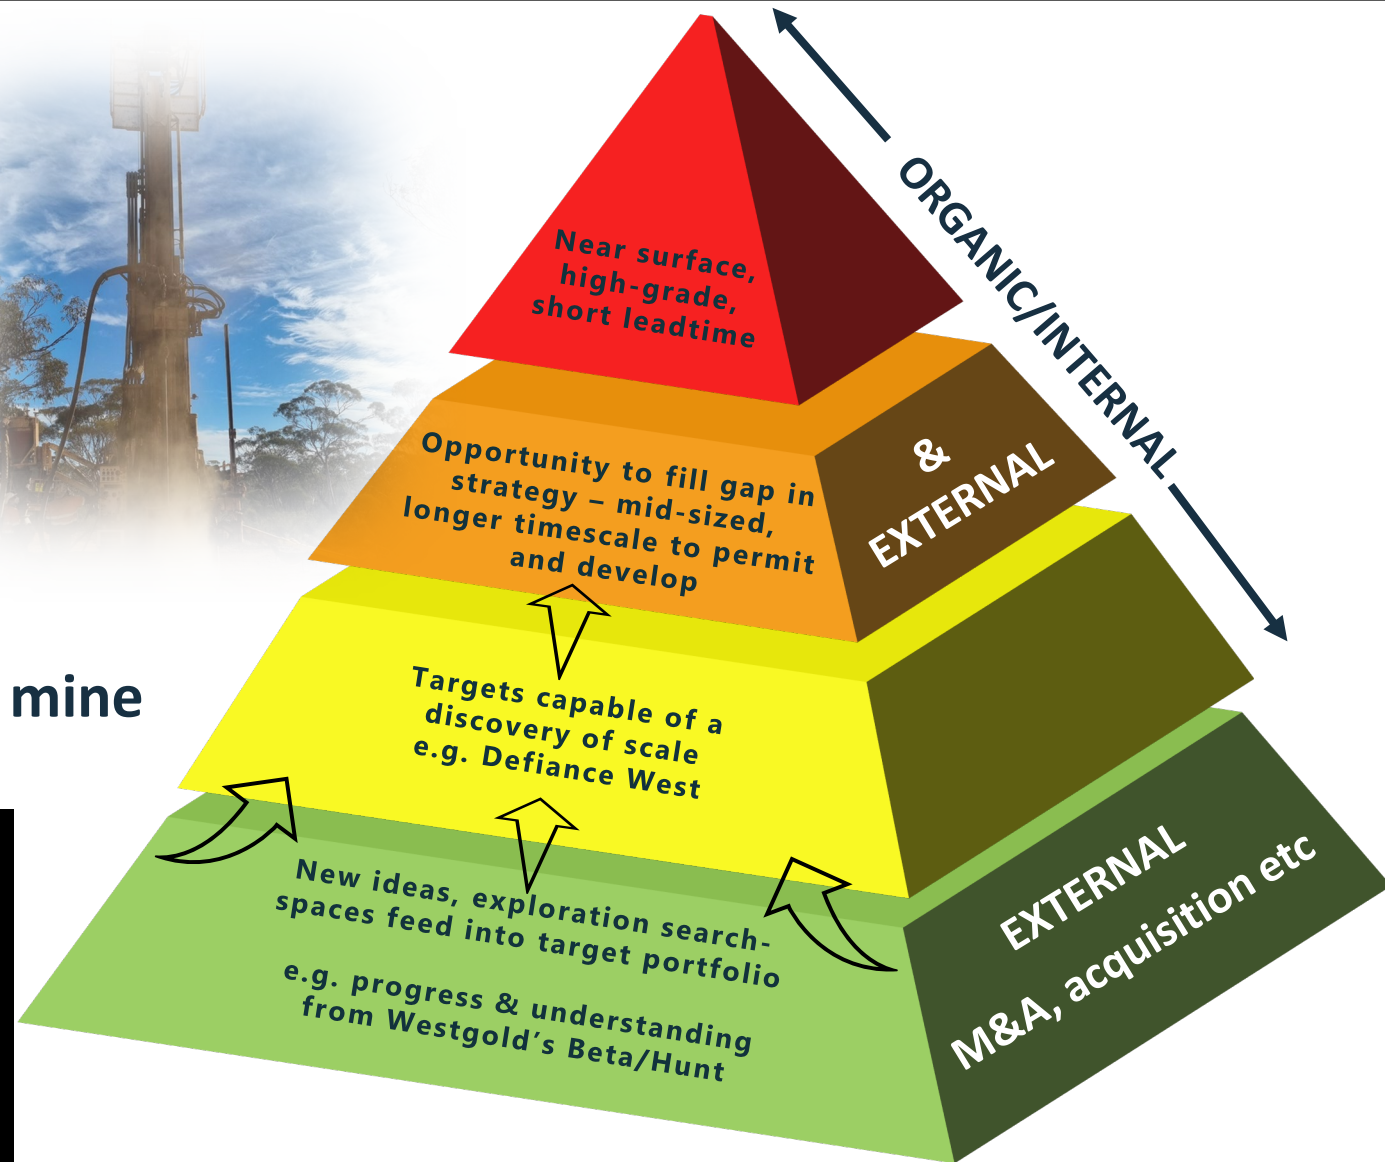 Near surface,
high-grade,
short leadtime
ORGANIC/INTERNAL
Opportunity to fill gap in
strategy – mid-sized,
longer timescale to permit
and develop
&
EXTERNAL
mine
Targets capable of a
discovery of scale
e.g. Defiance West
New ideas, exploration search-
spaces feed into target portfolio
e.g. progress & understanding
from Westgold’s Beta/Hunt
EXTERNAL
M&A, acquisition etc